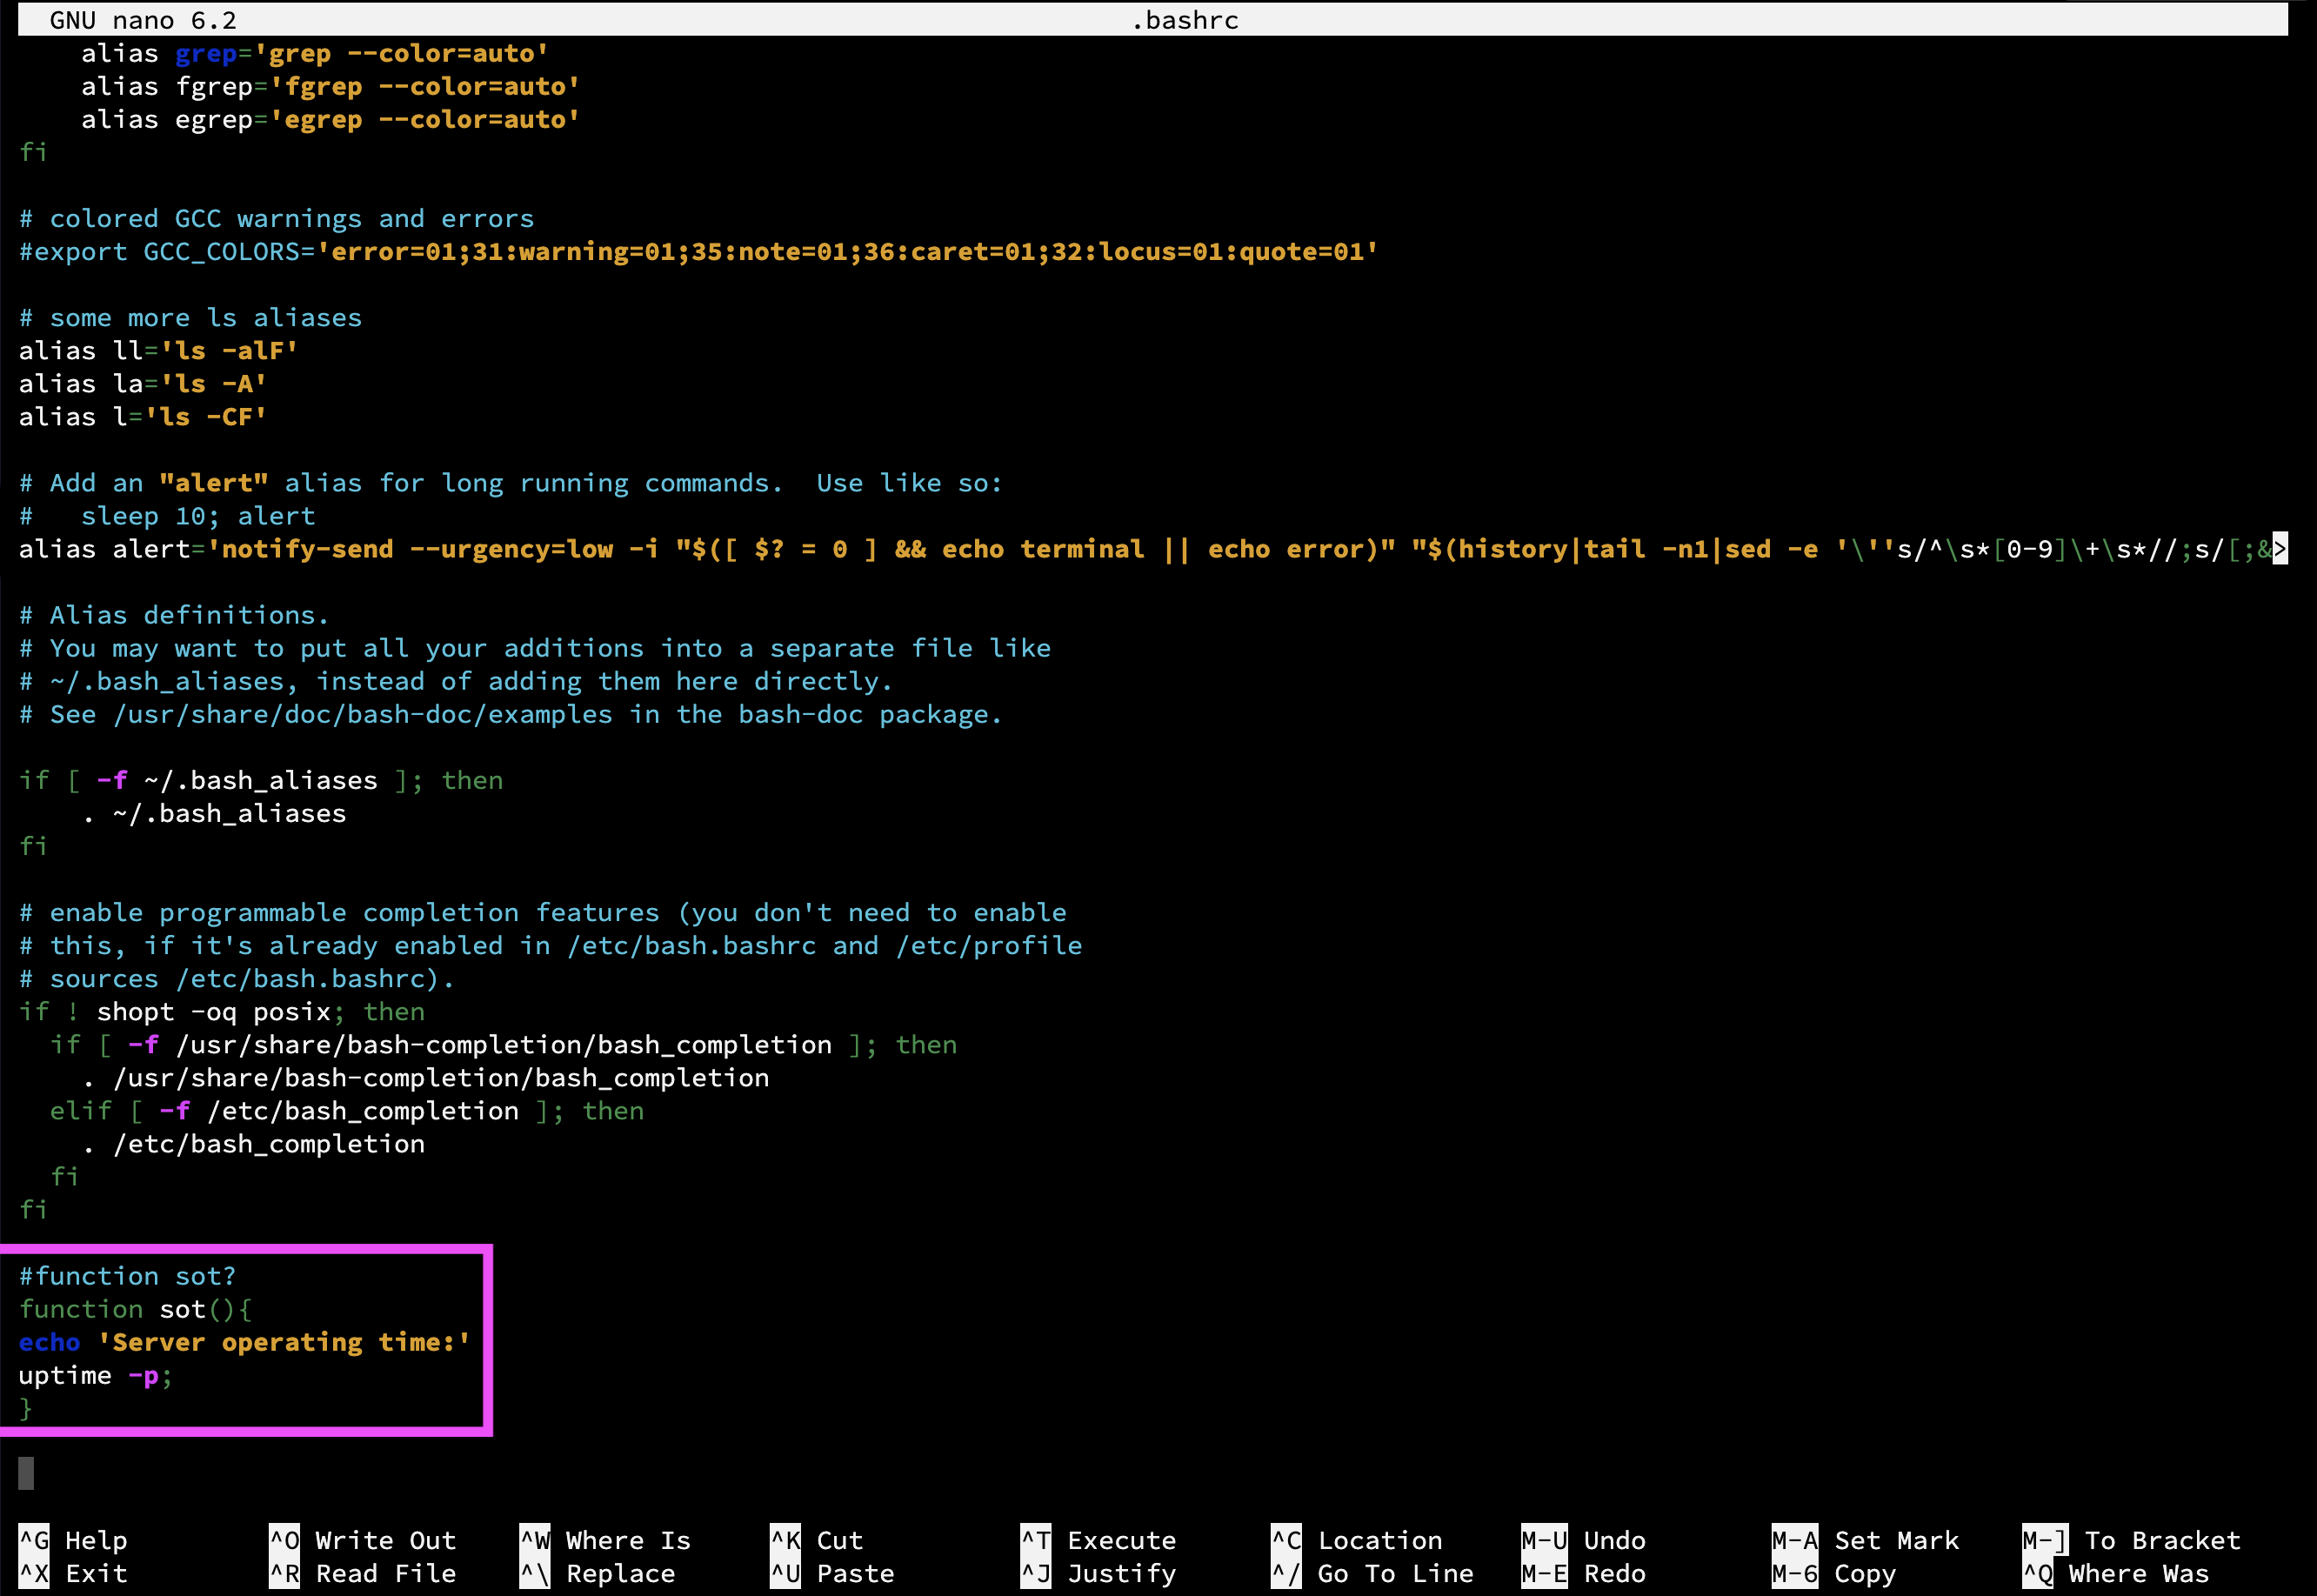 GNU nano 6.2 .bashrc
    alias grep='grep --color=auto'
    alias fgrep='fgrep --color=auto'
    alias egrep='egrep --color=auto'
fi
# colored GCC warnings and errors
#export GCC_COLORS='error=01;31:warning=01;35:note=01;36:caret=01;32:locus=01:quote=01'
# some more ls aliases
alias ll='ls -alF'
alias la='ls -A'
alias l='ls -CF'
# Add an "alert" alias for long running commands.  Use like so:
#   sleep 10; alert
alias alert='notify-send --urgency=low -i "$([ $? = 0 ] && echo terminal || echo error)" "$(history|tail -n1|sed -e '\''s/^\s*[0-9]\+\s*//;s/[;&>
# Alias definitions.
# You may want to put all your additions into a separate file like
# ~/.bash_aliases, instead of adding them here directly.
# See /usr/share/doc/bash-doc/examples in the bash-doc package.
if [ -f ~/.bash_aliases ]; then
    . ~/.bash_aliases
fi
# enable programmable completion features (you don't need to enable
# this, if it's already enabled in /etc/bash.bashrc and /etc/profile
# sources /etc/bash.bashrc).
if ! shopt -oq posix; then
  if [ -f /usr/share/bash-completion/bash_completion ]; then
    . /usr/share/bash-completion/bash_completion
  elif [ -f /etc/bash_completion ]; then
    . /etc/bash_completion
  fi
fi
#function sot?
function sot(){
echo 'Server operating time:'
uptime -p;
}
^G Help ^O Write Out ^W Where Is ^K Cut ^T Execute ^C Location M-U Undo M-A Set Mark M-] To Bracket
^X Exit ^R Read File ^\ Replace ^U Paste ^J Justify ^/ Go To Line M-E Redo M-6 Copy ^Q Where Was